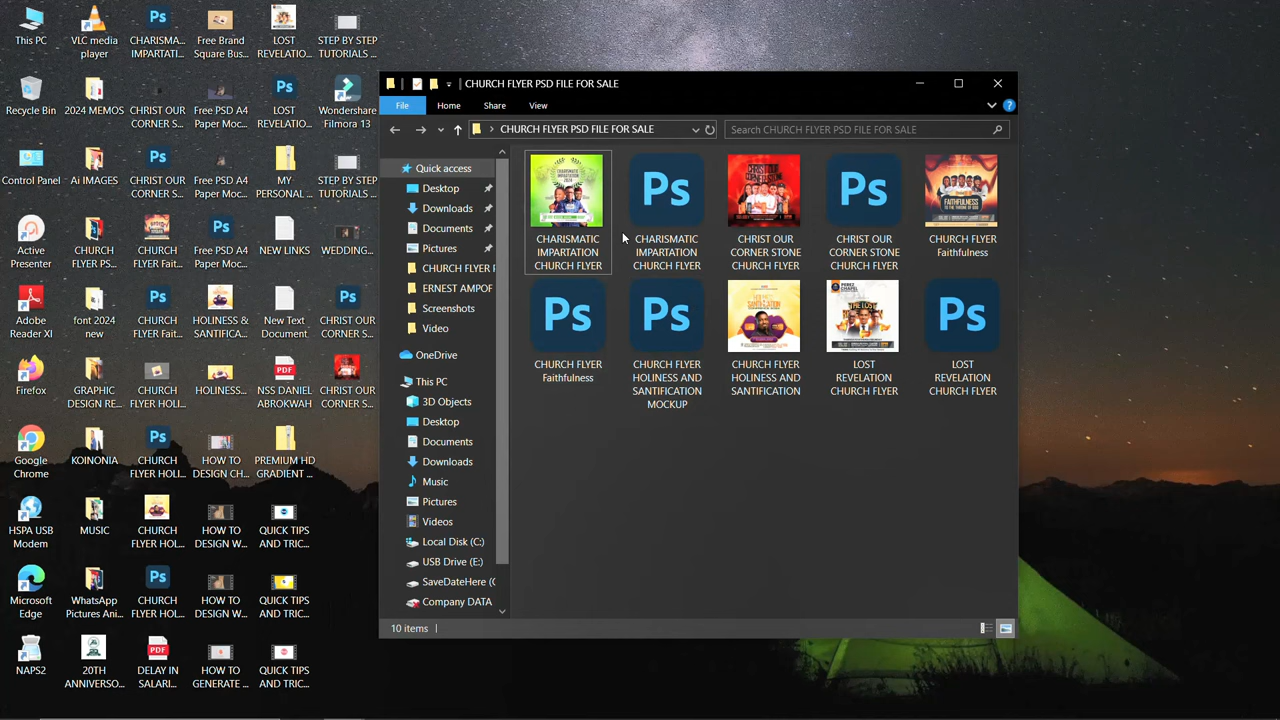 This PC
VLC media
player
CHARISMA...
IMPARTATI...
Free Brand
Square Bus...
LOST
REVELATIO...
STEP BY STEP
TUTORIALS ...
Recycle Bin
2024 MEMOS
CHRIST OUR
CORNER S...
Free PSD A4
Paper Moc...
LOST
REVELATIO...
Wondershare
Filmora 13
Control Panel
Ai IMAGES
CHRIST OUR
CORNER S...
Free PSD A4
Paper Moc...
MY
PERSONAL ...
STEP BY STEP
TUTORIALS ...
Active
Presenter
CHURCH
FLYER PS...
CHURCH
FLYER Fait...
Free PSD A4
Paper Moc...
NEW LINKS
WEDDING...
Adobe
Reader XI
font 2024
new
CHURCH
FLYER Fait...
HOLINESS &
SANTIFICA...
New Text
Document
CHRIST OUR
CORNER S...
Firefox
GRAPHIC
DESIGN RE...
CHURCH
FLYER HOLI...
HOLINESS...
NSS DANIEL
ABROKWAH
CHRIST OUR
CORNER S...
Google
Chrome
KOINONIA
CHURCH
FLYER HOLI...
HOW TO
DESIGN CH...
PREMIUM HD
GRADIENT ...
HSPA USB
Modem
MUSIC
CHURCH
FLYER HOL...
HOW TO
DESIGN W...
QUICK TIPS
AND TRIC...
Microsoft
Edge
WhatsApp
Pictures Ani...
CHURCH
FLYER HOL...
HOW TO
DESIGN W...
QUICK TIPS
AND TRIC...
NAPS2
20TH
ANNIVERSO...
DELAY IN
SALARI...
HOW TO
GENERATE ...
QUICK TIPS
AND TRIC...
CHURCH FLYER PSD FILE FOR SALE
File Home Share View
CHURCH FLYER PSD FILE FOR SALE
Search CHURCH FLYER PSD FILE FOR SALE
Quick access
Desktop
Downloads
Documents
Pictures
CHURCH FLYER P
ERNEST AMPOF
Screenshots
Video
OneDrive
This PC
3D Objects
Desktop
Documents
Downloads
Music
Pictures
Videos
Local Disk (C:)
USB Drive (E:)
SaveDateHere (
Company DATA
CHARISMATIC
IMPARTATION
CHURCH FLYER
Ps
CHARISMATIC
IMPARTATION
CHURCH FLYER
CHRIST OUR
CORNER STONE
CHURCH FLYER
Ps
CHRIST OUR
CORNER STONE
CHURCH FLYER
FAITHFULNESS
CHURCH FLYER
Faithfulness
Ps
CHURCH FLYER
Faithfulness
Ps
CHURCH FLYER
HOLINESS AND
SANTIFICATION
MOCKUP
CHURCH FLYER
HOLINESS AND
SANTIFICATION
PEREZ
CHAPEL
LOST
REVELATION
CHURCH FLYER
Ps
LOST
REVELATION
CHURCH FLYER
10 items